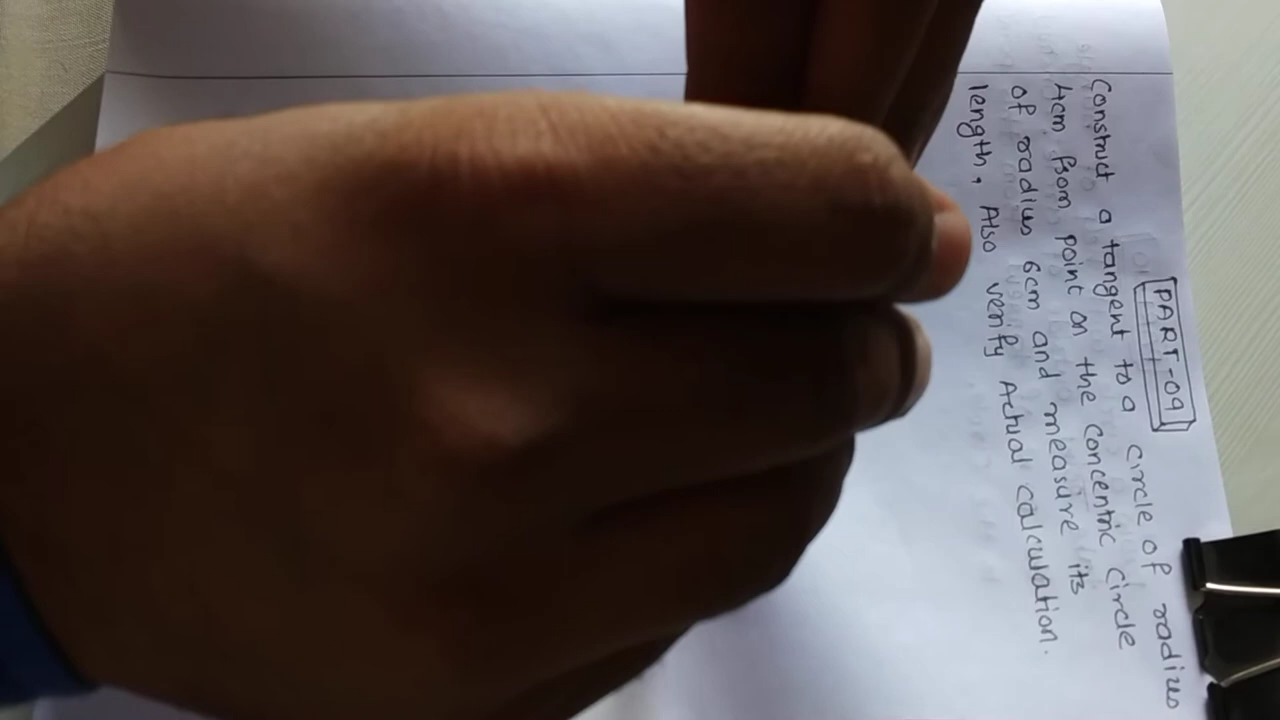 PART-09
Construct a tangent to a circle of radius
4cm from point on the concentric circle
of radius 6cm and measure its
length. Also verify Actual calculation.